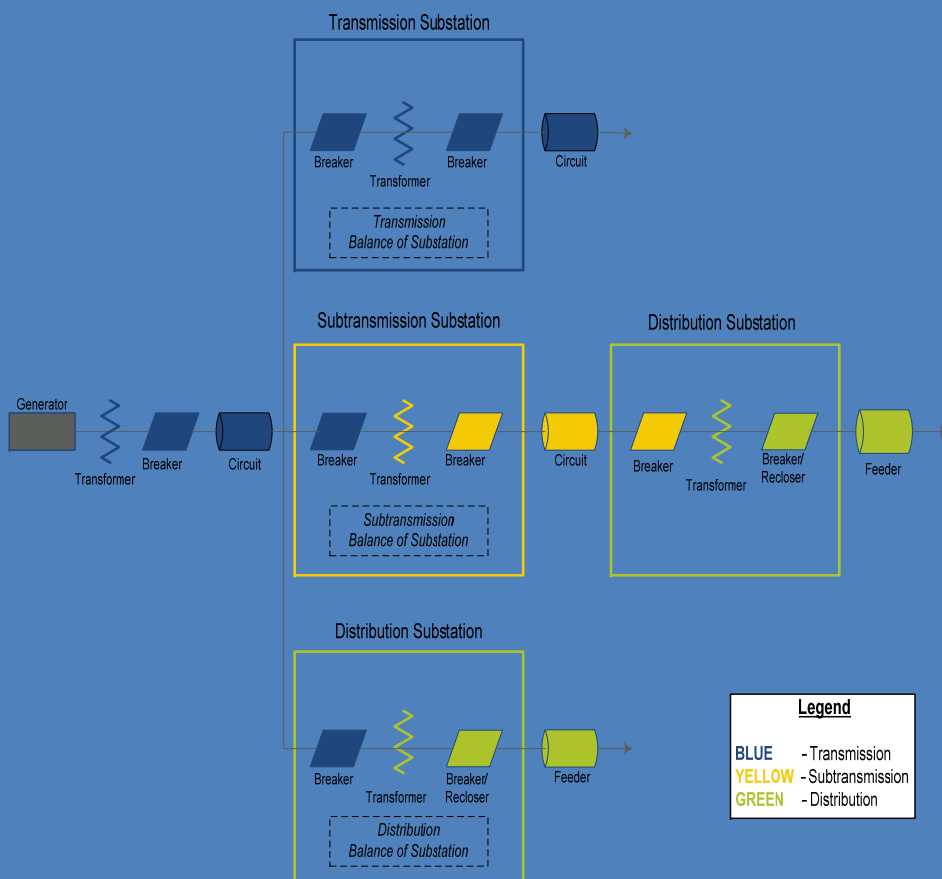 Transmission Substation
Breaker
Transformer
Breaker
Circuit
Transmission
Balance of Substation
Subtransmission Substation
Distribution Substation
Generator
Transformer
Breaker
Circuit
Breaker
Transformer
Breaker
Circuit
Breaker
Transformer
Breaker/
Recloser
Feeder
Subtransmission
Balance of Substation
Distribution Substation
Breaker
Transformer
Breaker/
Recloser
Feeder
Distribution
Balance of Substation
Legend
BLUE - Transmission
YELLOW - Subtransmission
GREEN - Distribution